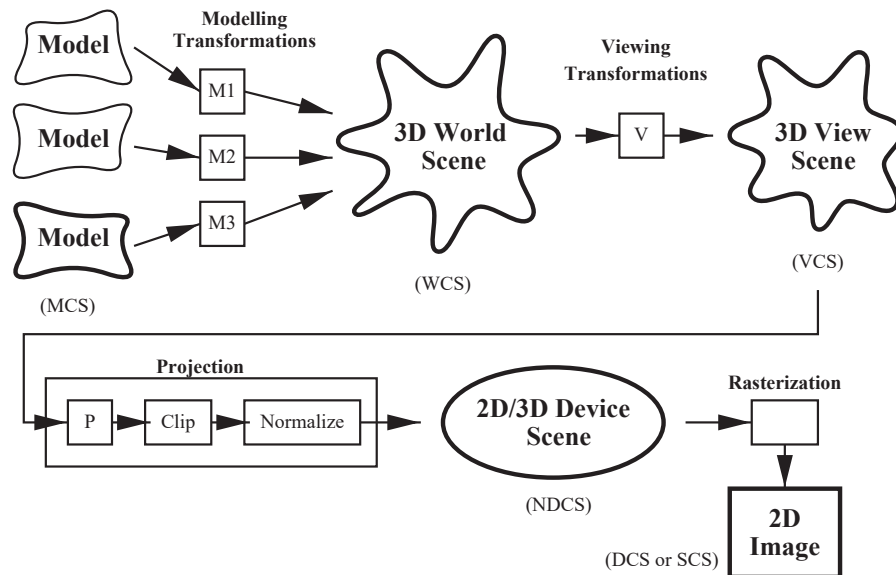 Model
Modelling
Transformations
M1
Model
M2
Model
M3
(MCS)
3D World
Scene
(WCS)
Viewing
Transformations
V
3D View
Scene
(VCS)
Projection
P
Clip
Normalize
2D/3D Device
Scene
(NDCS)
Rasterization
2D
Image
(DCS or SCS)